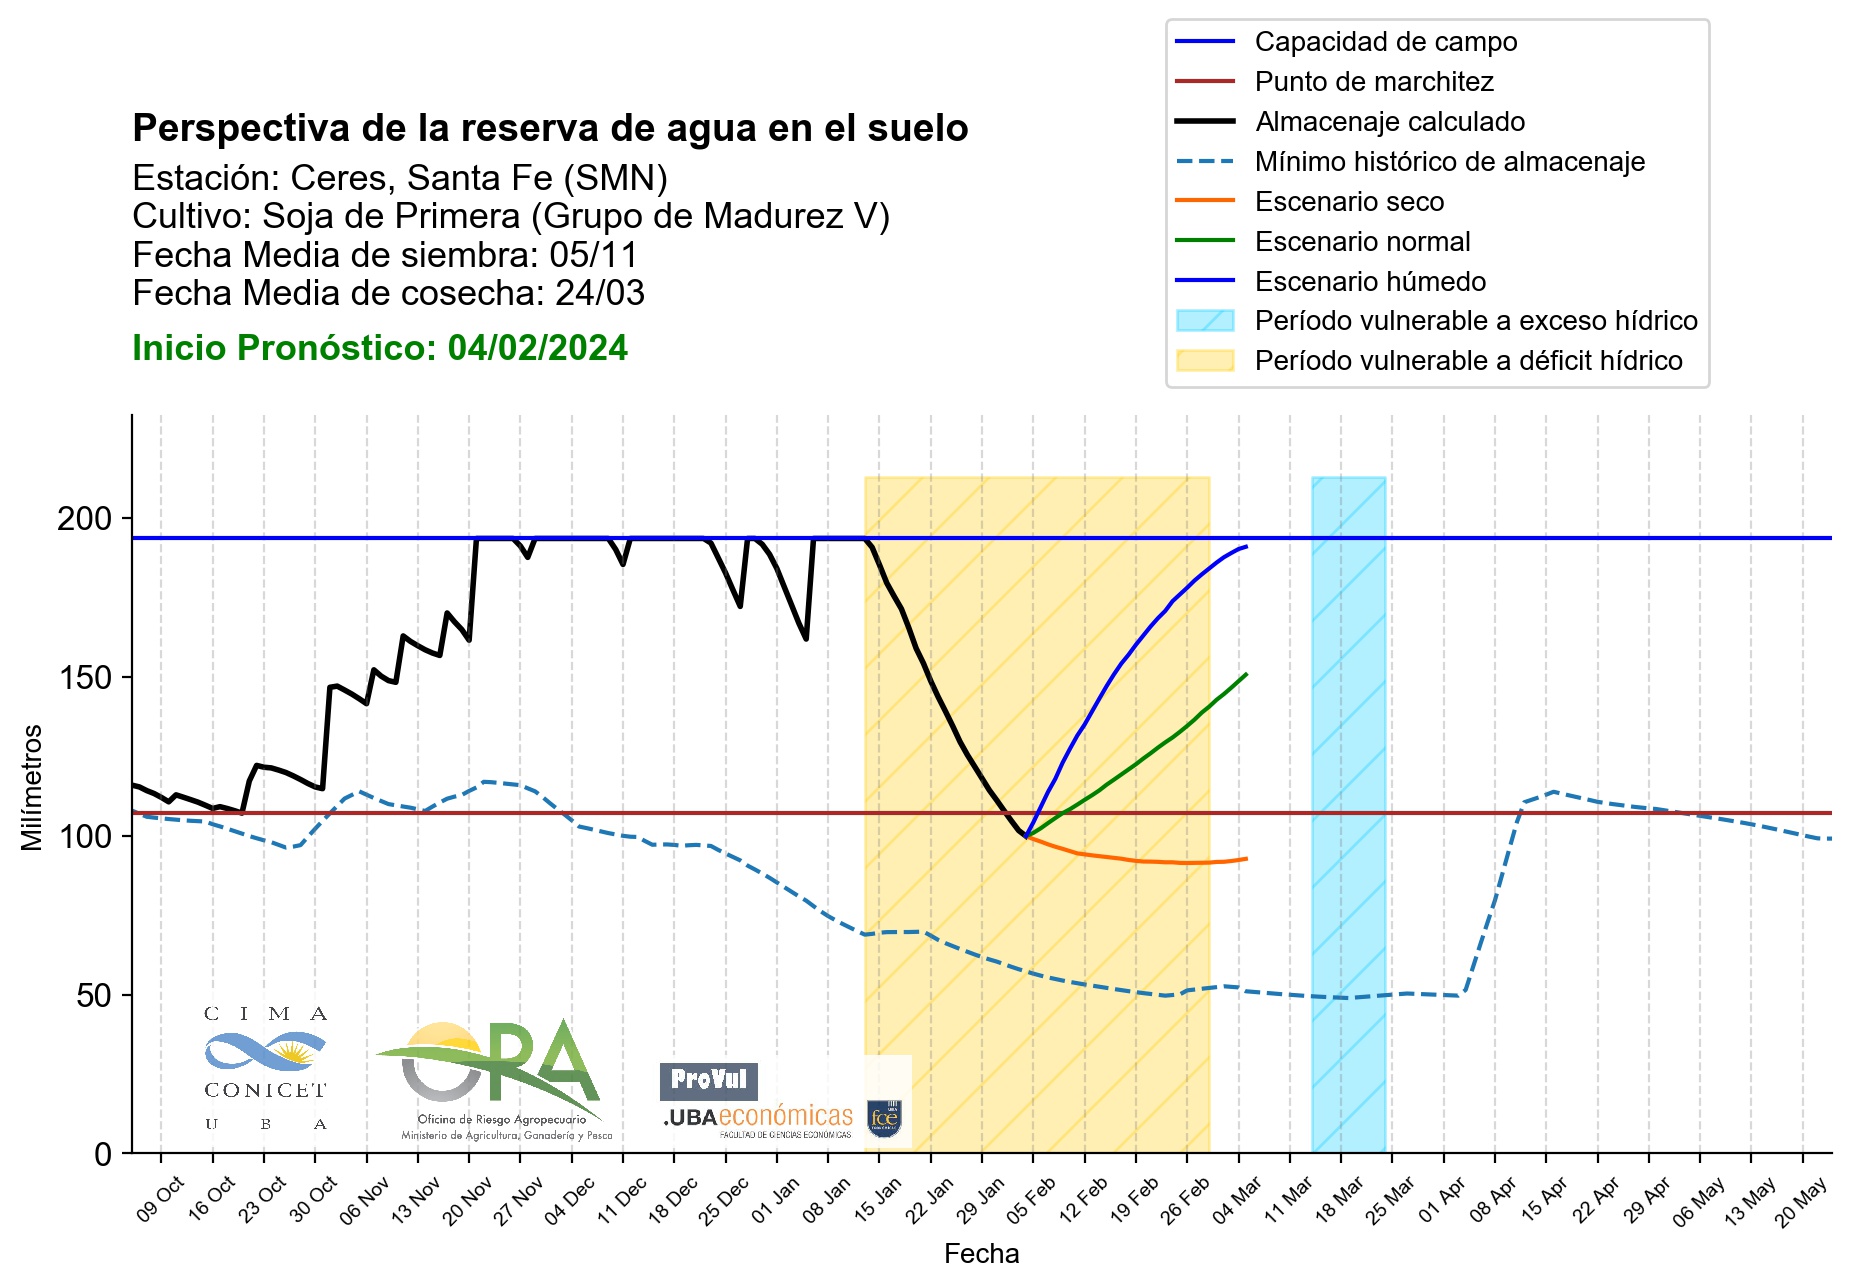 Capacidad de campo
Punto de marchitez
Almacenaje calculado
Mínimo histórico de almacenaje
Escenario seco
Escenario normal
Escenario húmedo
Período vulnerable a exceso hídrico
Período vulnerable a déficit hídrico
Perspectiva de la reserva de agua en el suelo
Estación: Ceres, Santa Fe (SMN)
Cultivo: Soja de Primera (Grupo de Madurez V)
Fecha Media de siembra: 05/11
Fecha Media de cosecha: 24/03
Inicio Pronóstico: 04/02/2024
200
150
100
50
0
Milímetros
CIMA
CONICET
UBA
ORA
Oficina de Riesgo Agropecuario
Ministerio de Agricultura, Ganadería y Pesca
ProVul
.UBAeconómicas
FACULTAD DE CIENCIAS ECONÓMICAS
fce
09 Oct
16 Oct
23 Oct
30 Oct
06 Nov
13 Nov
20 Nov
27 Nov
04 Dec
11 Dec
18 Dec
25 Dec
01 Jan
08 Jan
15 Jan
22 Jan
29 Jan
05 Feb
12 Feb
19 Feb
26 Feb
04 Mar
11 Mar
18 Mar
25 Mar
01 Apr
08 Apr
15 Apr
22 Apr
29 Apr
06 May
13 May
20 May
Fecha